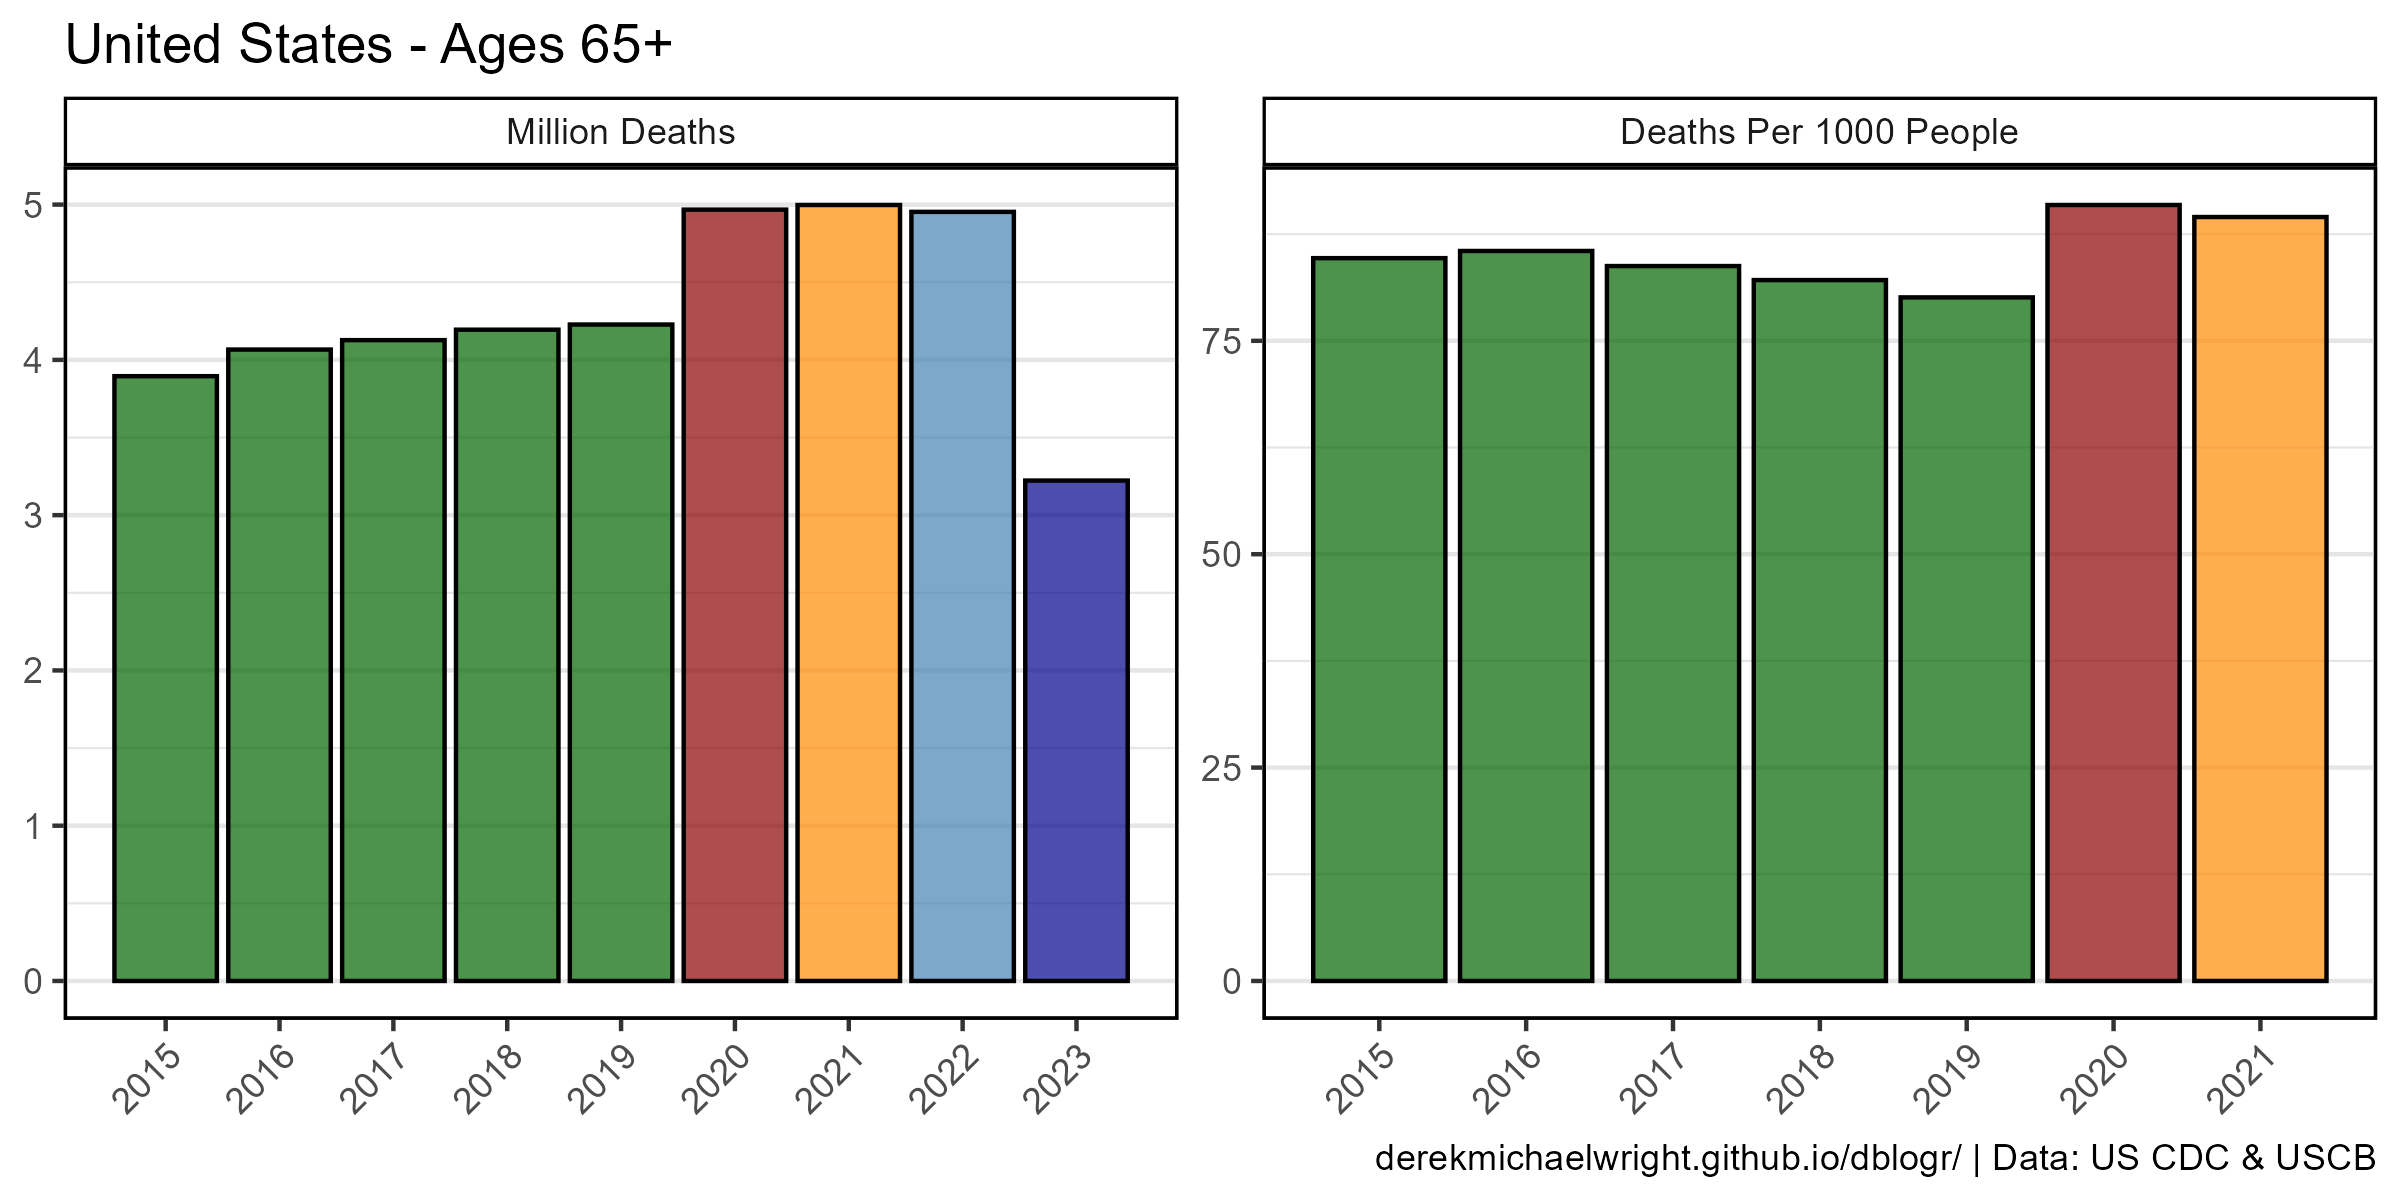 United States - Ages 65+
Million Deaths
Deaths Per 1000 People
5
4
3
2
1
0
75
50
25
0
2015 2016 2017 2018 2019 2020 2021 2022 2023
2015 2016 2017 2018 2019 2020 2021
derekmichaelwright.github.io/dblogr/ | Data: US CDC & USCB